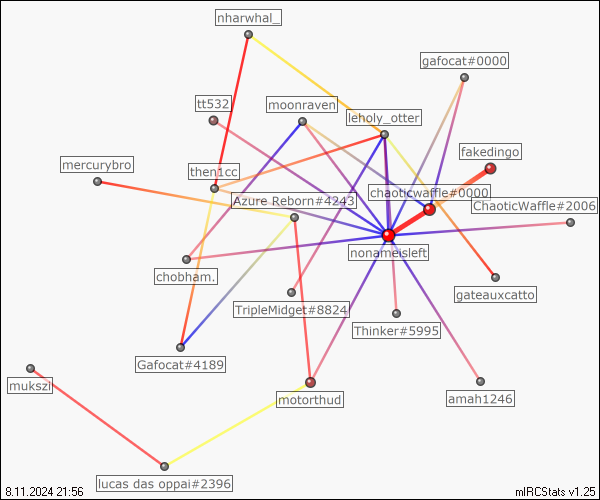 nharwhal_
gafocat#0000
tt532
moonraven
leholy_otter
fakedingo
mercurybro
then1cc
chaoticwaffle#0000
Azure Reborn#4243
ChaoticWaffle#2006
nonameisleft
chobham.
gateauxcatto
TripleMidget#8824
Thinker#5995
Gafocat#4189
mukszi
motorthud
amah1246
lucas das oppai#2396
8.11.2024 21:56
mIRCStats v1.25